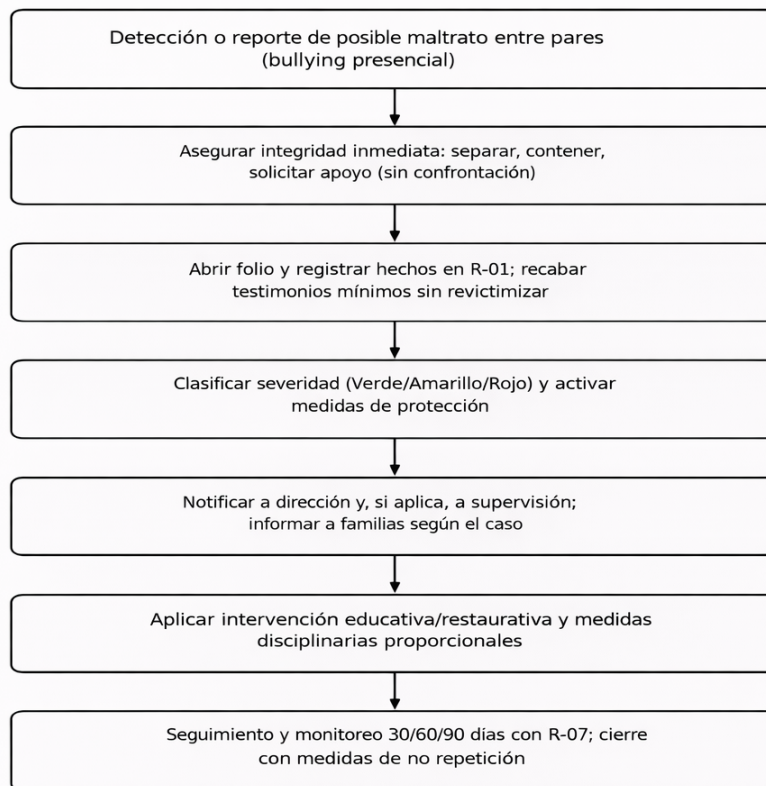 Detección o reporte de posible maltrato entre pares
(bullying presencial)
Asegurar integridad inmediata: separar, contener,
solicitar apoyo (sin confrontación)
Abrir folio y registrar hechos en R-01; recabar
testimonios mínimos sin revictimizar
Clasificar severidad (Verde/Amarillo/Rojo) y activar
medidas de protección
Notificar a dirección y, si aplica, a supervisión;
informar a familias según el caso
Aplicar intervención educativa/restaurativa y medidas
disciplinarias proporcionales
Seguimiento y monitoreo 30/60/90 días con R-07; cierre
con medidas de no repetición